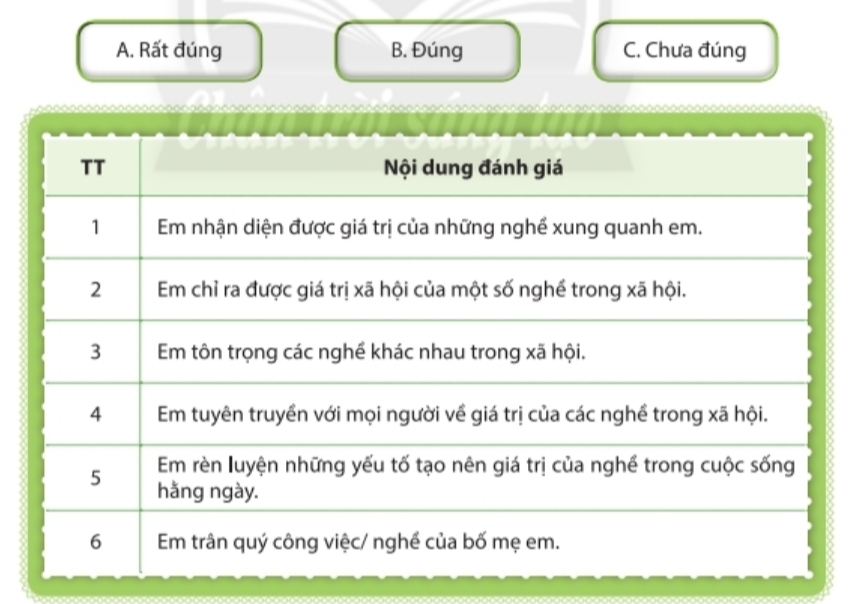 A. Rất đúng B. Đúng C. Chưa đúng
Chân trời sáng tạo
TT Nội dung đánh giá
1 Em nhận diện được giá trị của những nghề xung quanh em.
2 Em chỉ ra được giá trị xã hội của một số nghề trong xã hội.
3 Em tôn trọng các nghề khác nhau trong xã hội.
4 Em tuyên truyền với mọi người về giá trị của các nghề trong xã hội.
5 Em rèn luyện những yếu tố tạo nên giá trị của nghề trong cuộc sống
hằng ngày.
6 Em trân quý công việc/ nghề của bố mẹ em.